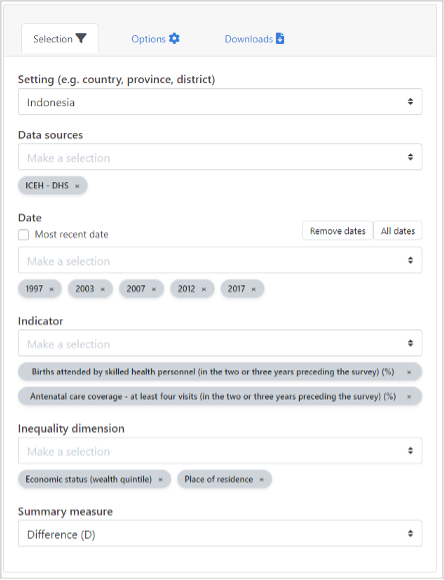 Selection
Options
Downloads
Setting (e.g. country, province, district)
Indonesia
Data sources
Make a selection
ICEH - DHS ×
Date
Most recent date
Remove dates
All dates
Make a selection
1997 × 2003 × 2007 × 2012 × 2017 ×
Indicator
Make a selection
Births attended by skilled health personnel (in the two or three years preceding the survey) (%) ×
Antenatal care coverage - at least four visits (in the two or three years preceding the survey) (%) ×
Inequality dimension
Make a selection
Economic status (wealth quintile) × Place of residence ×
Summary measure
Difference (D)